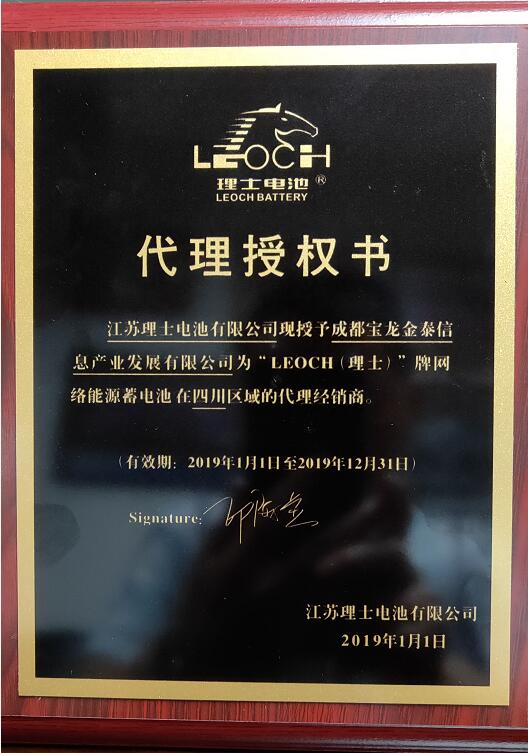 LEOCH
理士电池®
LEOCH BATTERY
代理授权书
江苏理士电池有限公司现授予成都宝龙金泰信
息产业发展有限公司为“LEOCH（理士）”牌网
络能源蓄电池在四川区域的代理经销商。
（有效期：2019年1月1日至2019年12月31日）
Signature:
江苏理士电池有限公司
2019年1月1日